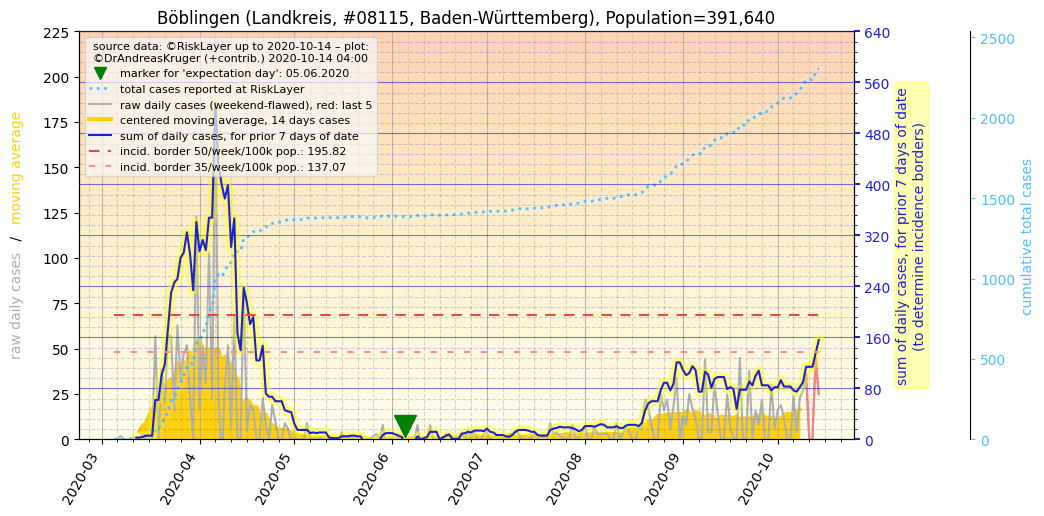 Böblingen (Landkreis, #08115, Baden-Württemberg), Population=391,640
source data: ©RiskLayer up to 2020-10-14 – plot:
©DrAndreasKruger (+contrib.) 2020-10-14 04:00
marker for 'expectation day': 05.06.2020
total cases reported at RiskLayer
raw daily cases (weekend-flawed), red: last 5
centered moving average, 14 days cases
sum of daily cases, for prior 7 days of date
incid. border 50/week/100k pop.: 195.82
incid. border 35/week/100k pop.: 137.07
raw daily cases / moving average
225
200
175
150
125
100
75
50
25
0
2020-03
2020-04
2020-05
2020-06
2020-07
2020-08
2020-09
2020-10
640
560
480
400
320
240
160
80
0
sum of daily cases, for prior 7 days of date
(to determine incidence borders)
2500
2000
1500
1000
500
0
cumulative total cases